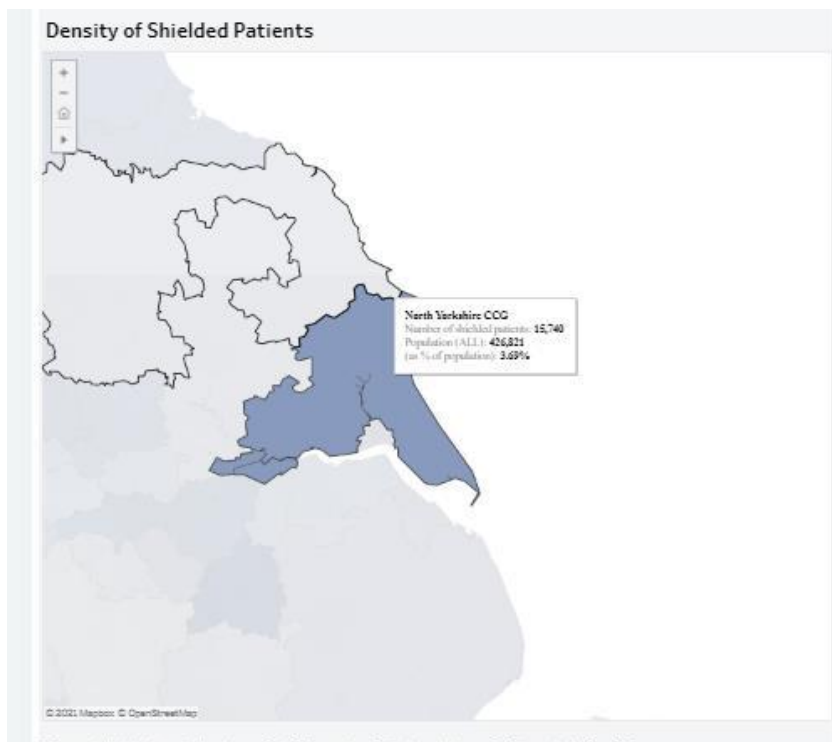 Density of Shielded Patients
North Yorkshire CCG
Number of shielded patients: 15,740
Population (ALL): 426,821
(as % of population): 3.69%
© 2021 Mapbox © OpenStreetMap